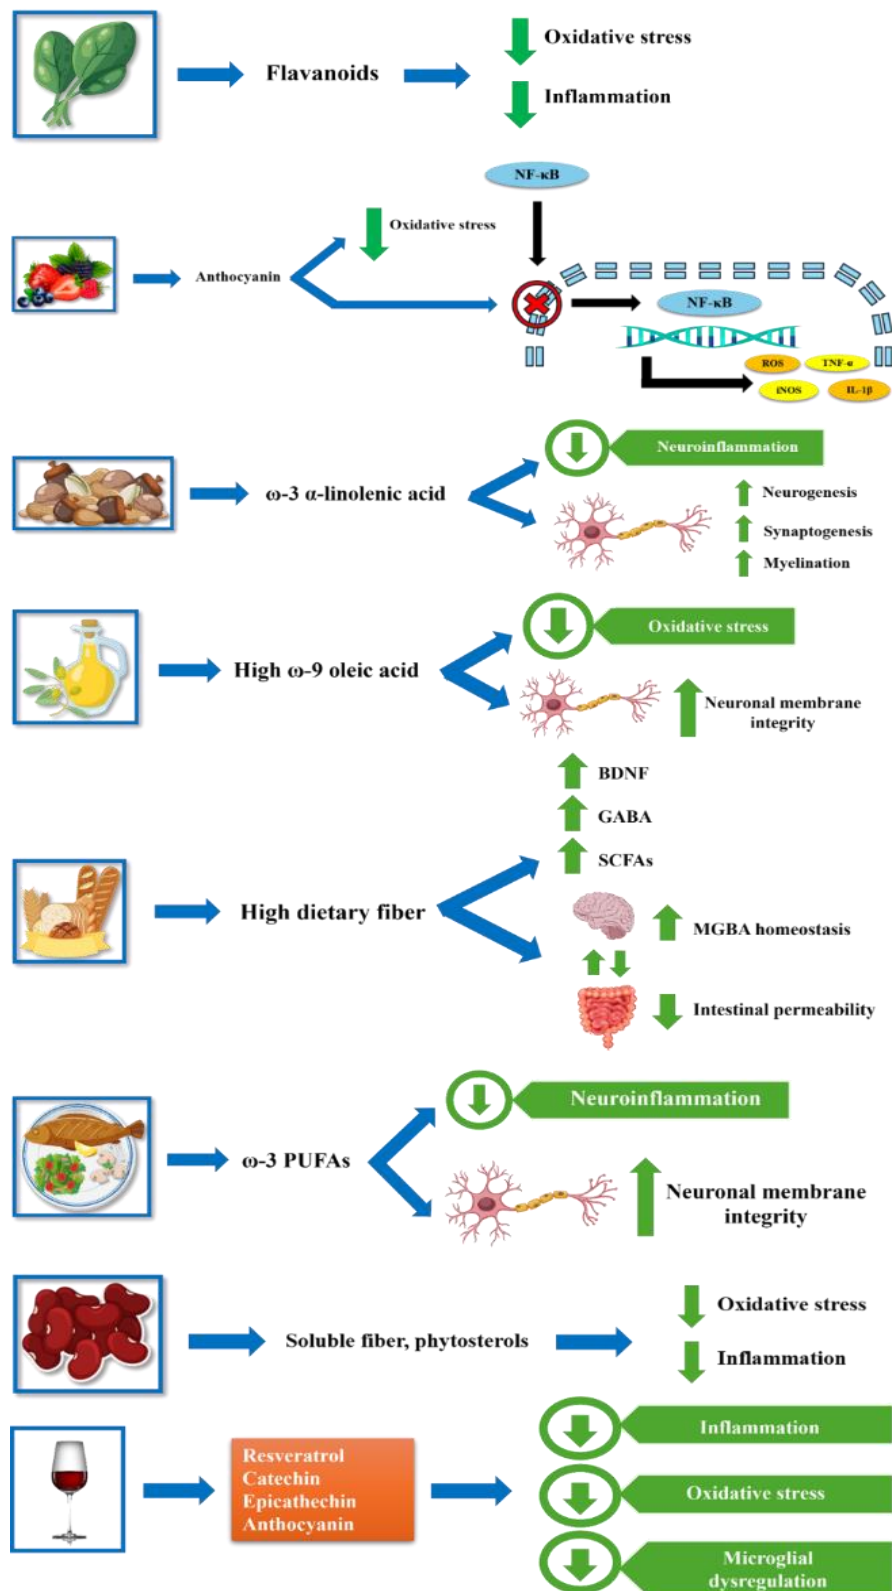 Flavanoids
Oxidative stress
Inflammation
NF-κB
Oxidative stress
Anthocyanin
NF-κB
ROS
TNF-α
iNOS
IL-1β
Neuroinflammation
ω-3 α-linolenic acid
Neurogenesis
Synaptogenesis
Myelination
Oxidative stress
High ω-9 oleic acid
Neuronal membrane
integrity
BDNF
GABA
SCFAs
High dietary fiber
MGBA homeostasis
Intestinal permeability
Neuroinflammation
ω-3 PUFAs
Neuronal membrane
integrity
Oxidative stress
Soluble fiber, phytosterols
Inflammation
Inflammation
Resveratrol
Catechin
Epicathechin
Anthocyanin
Oxidative stress
Microglial
dysregulation